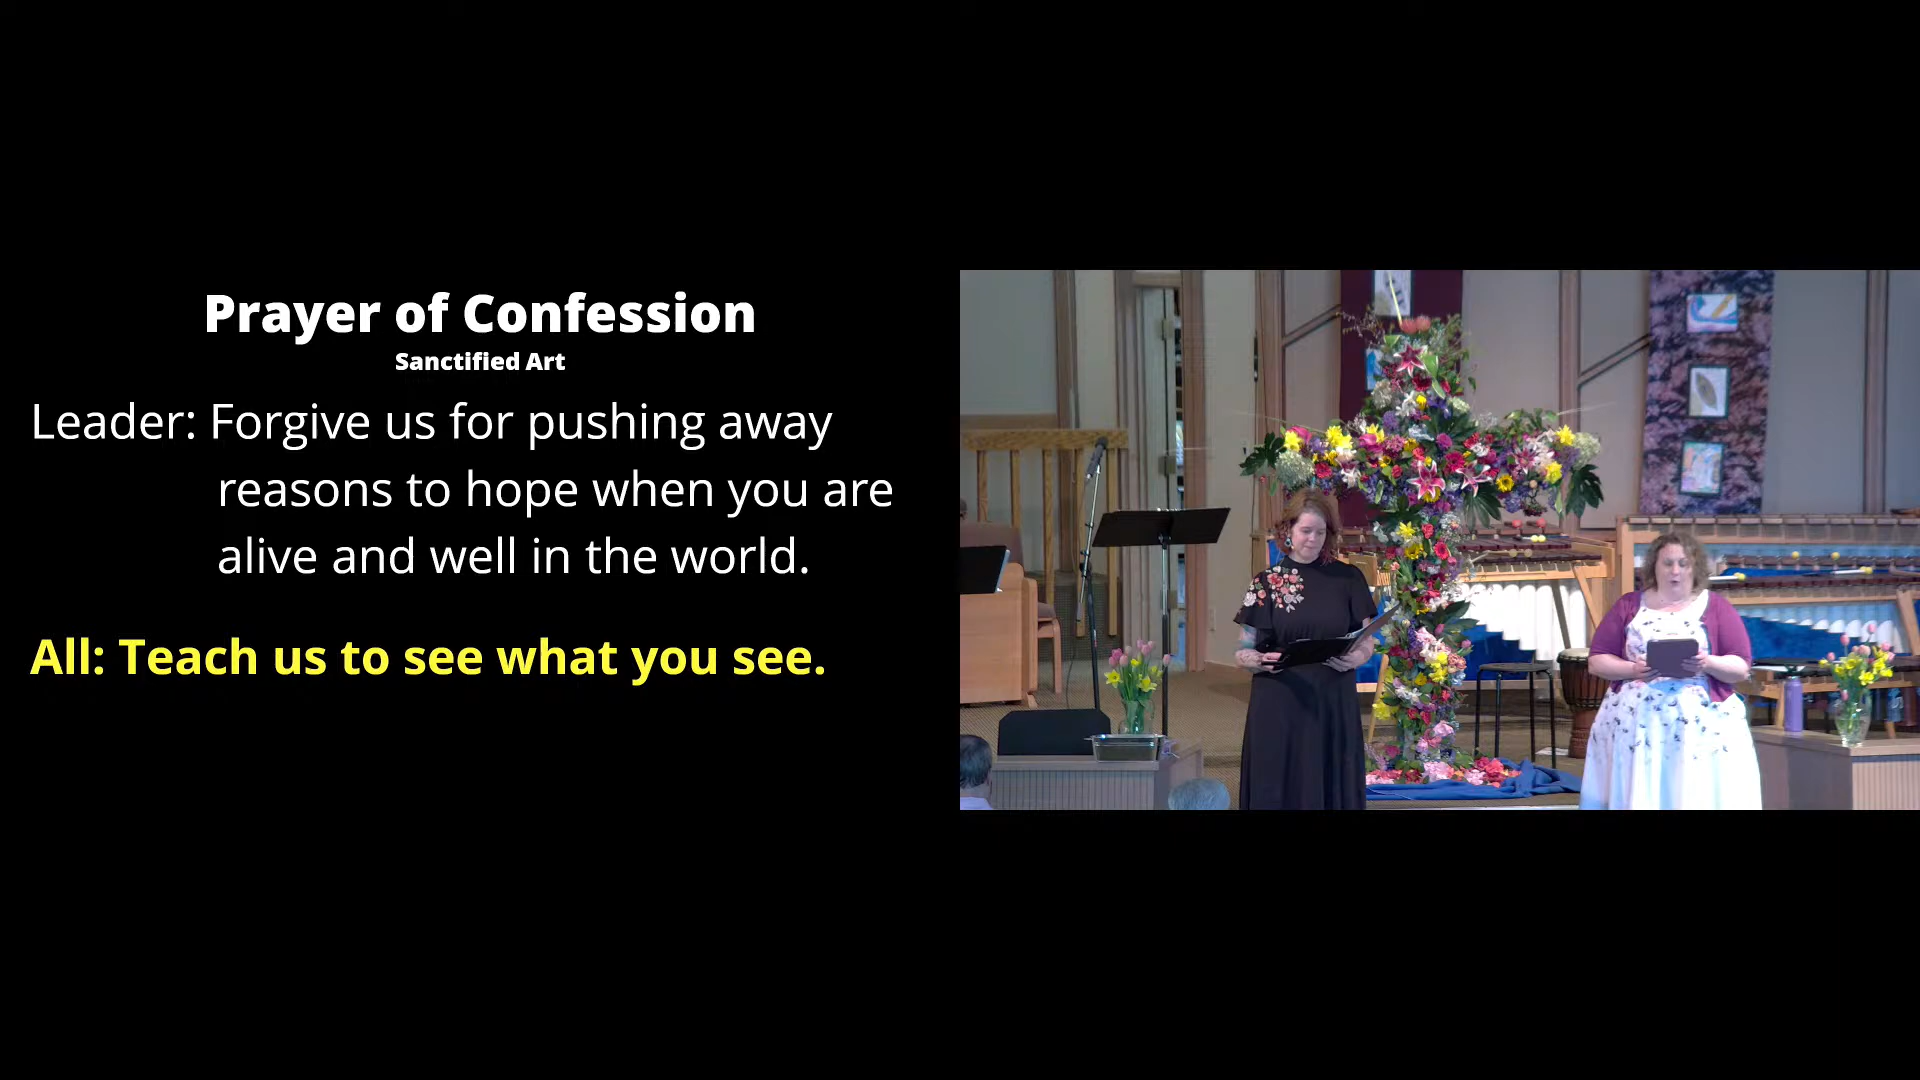 Prayer of Confession
Sanctified Art
Leader: Forgive us for pushing away
reasons to hope when you are
alive and well in the world.
All: Teach us to see what you see.